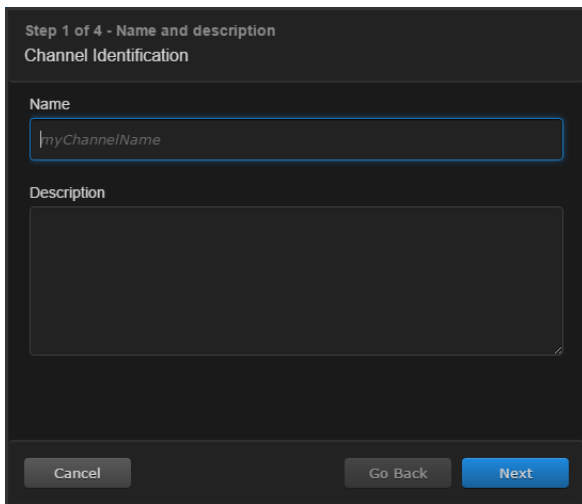 Step 1 of 4 - Name and description
Channel Identification
Name
myChannelName
Description
Cancel
Go Back
Next